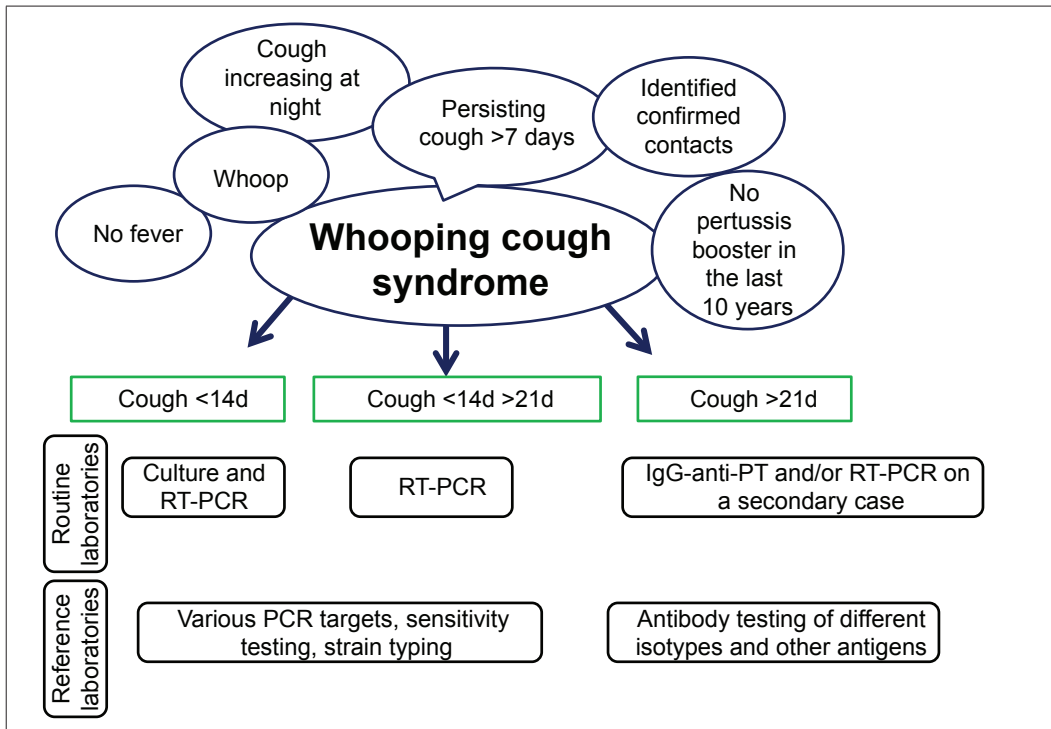 Cough
increasing at
night
Persisting
cough >7 days
Identified
confirmed
contacts
Whoop
No fever
No
pertussis
booster in
the last
10 years
Whooping cough
syndrome
Cough <14d
Cough <14d >21d
Cough >21d
Routine
laboratories
Culture and
RT-PCR
RT-PCR
IgG-anti-PT and/or RT-PCR on
a secondary case
Reference
laboratories
Various PCR targets, sensitivity
testing, strain typing
Antibody testing of different
isotypes and other antigens